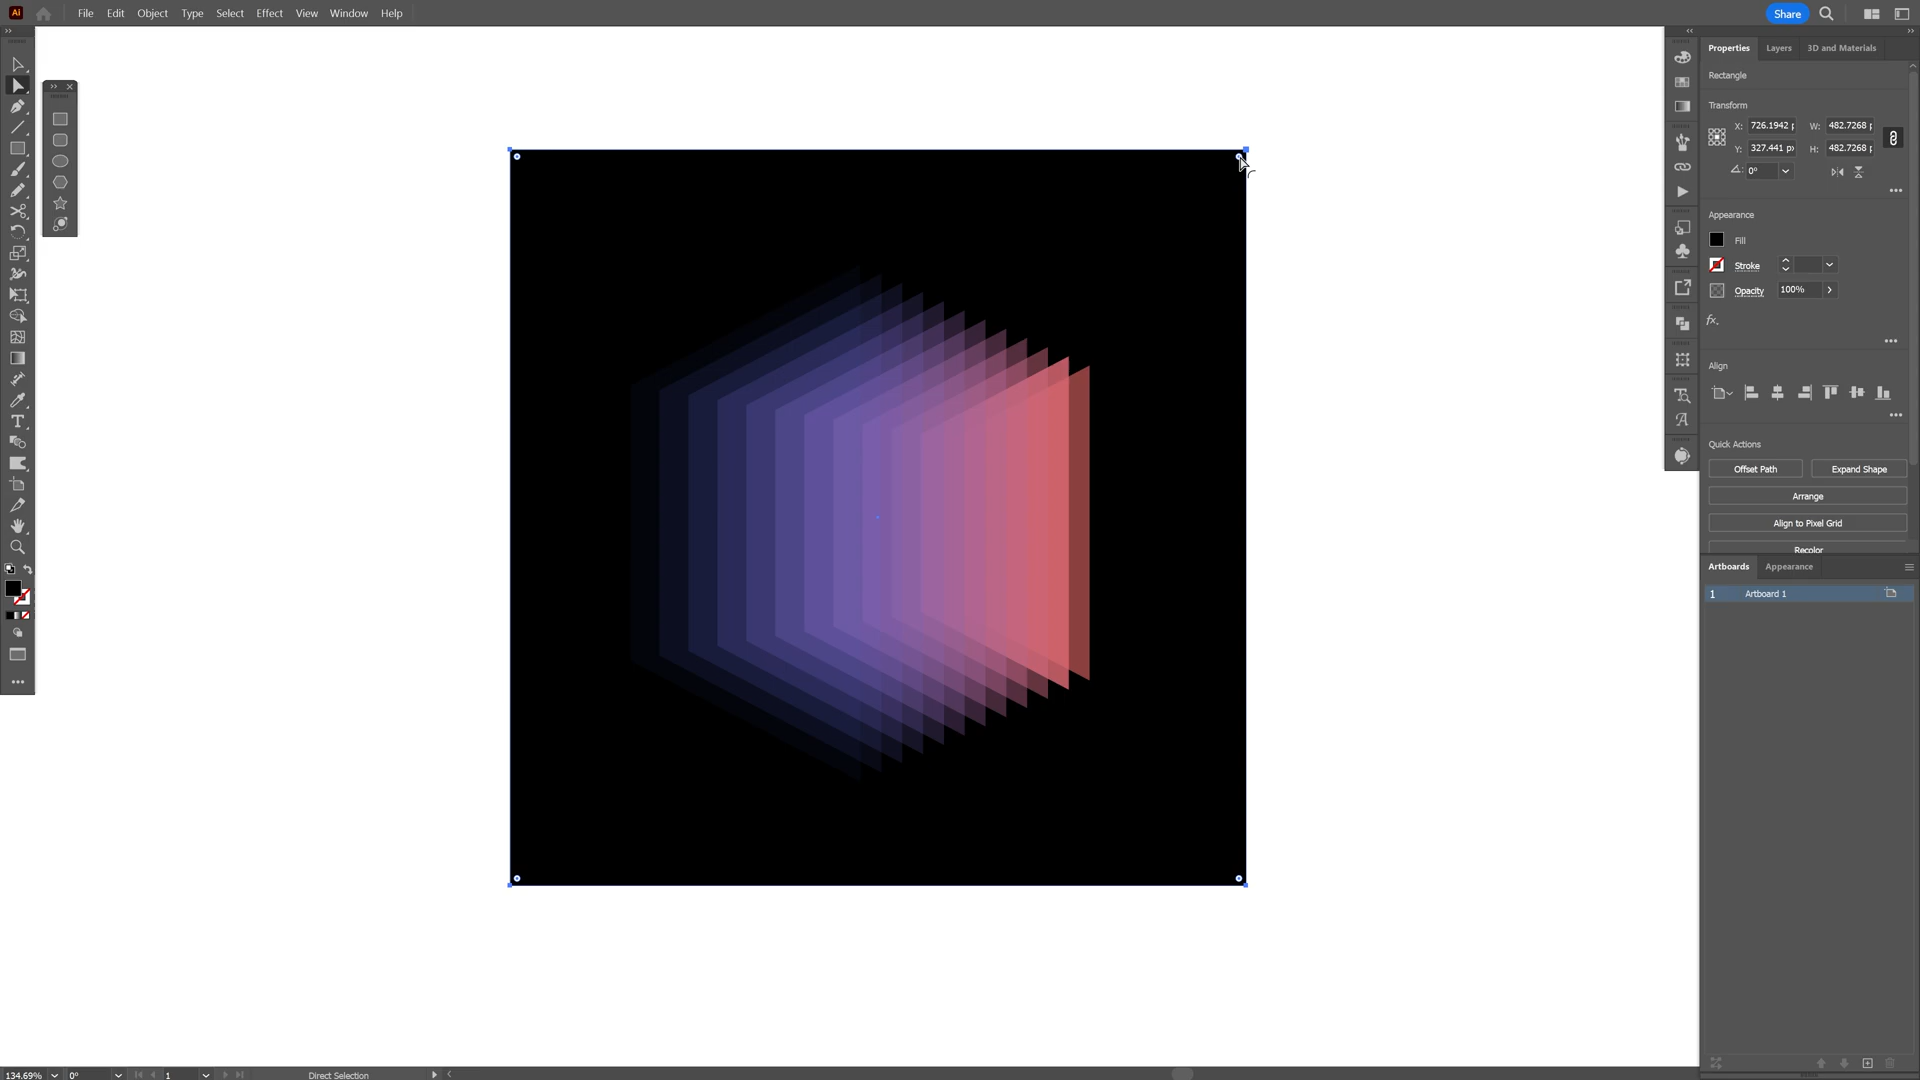 Ai File Edit Object Type Select Effect View Window Help Share
Properties Layers 3D and Materials
Rectangle
Transform
X: 726.1942 W: 482.7268
Y: 327.441 px H: 482.7268
0°
Appearance
Fill
Stroke
Opacity 100%
fx.
Align
Quick Actions
Offset Path Expand Shape
Arrange
Align to Pixel Grid
Recolor
Artboards Appearance
1 Artboard 1
134.69% 0° 1 Direct Selection